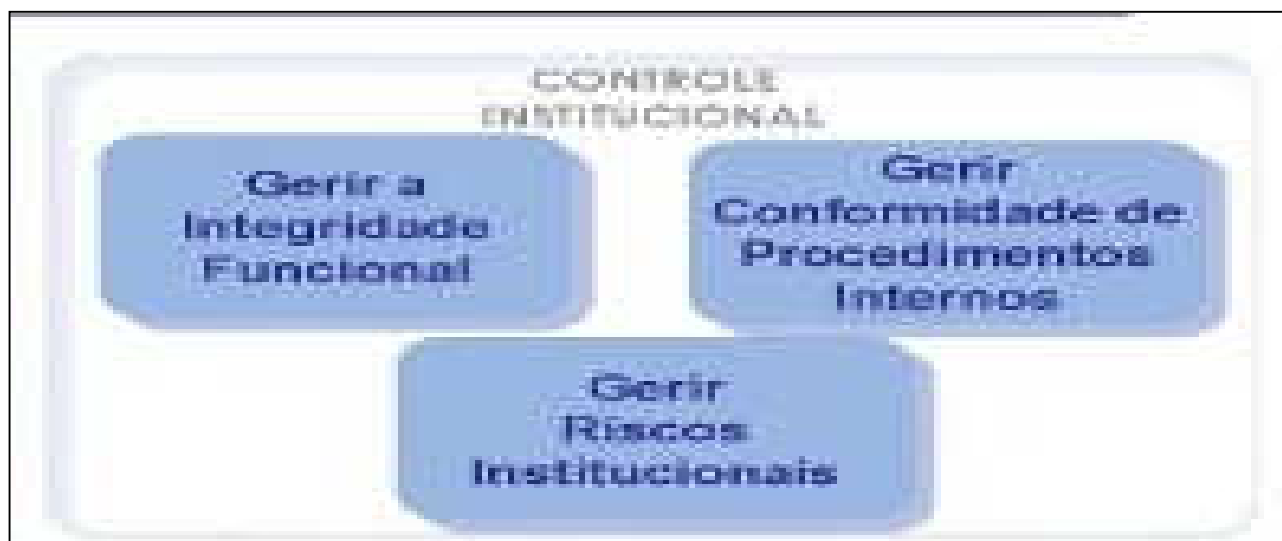 CONTROLE
INSTITUCIONAL
Gerir a
Integridade
Funcional
Gerir
Conformidade de
Procedimentos
Internos
Gerir
Riscos
Institucionais